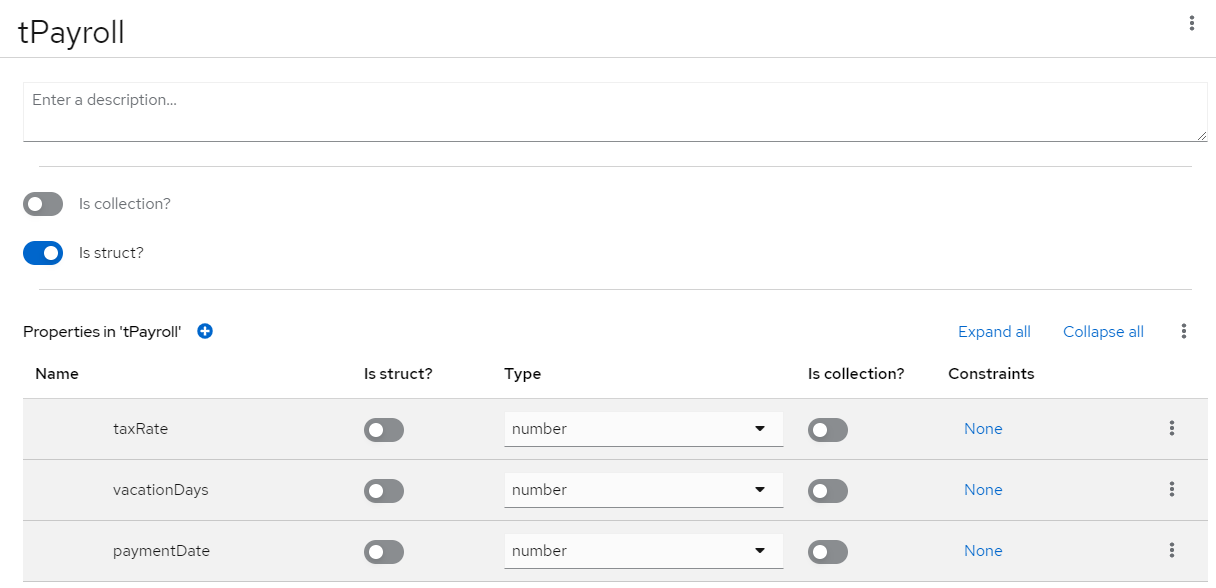 tPayroll
Enter a description...
Is collection?
Is struct?
Properties in 'tPayroll' Expand all Collapse all
Name Is struct? Type Is collection? Constraints
taxRate number None
vacationDays number None
paymentDate number None